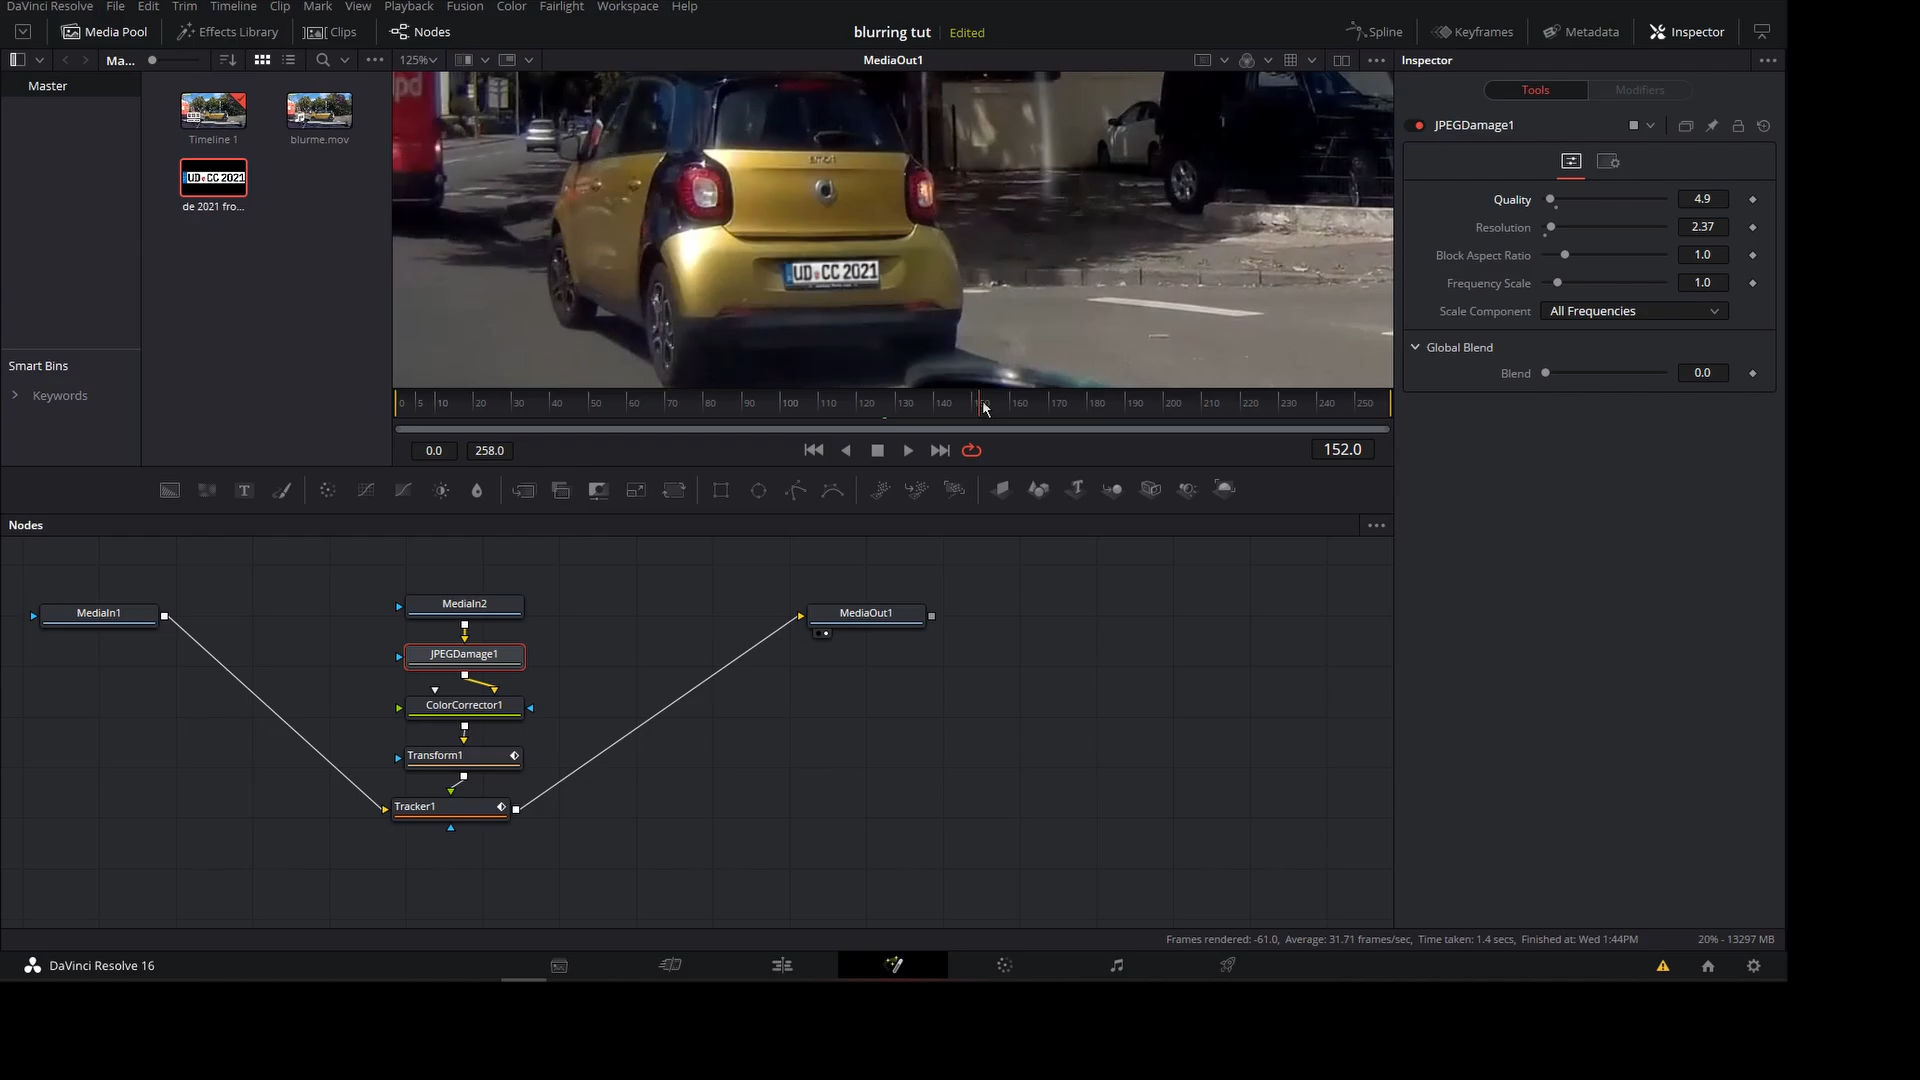 DaVinci Resolve File Edit Trim Timeline Clip Mark View Playback Fusion Color Fairlight Workspace Help
Media Pool Effects Library Clips Nodes blurring tut Edited Spline Keyframes Metadata Inspector
Ma... 125% MediaOut1 Inspector
Master
Tools Modifiers
JPEGDamage1
Timeline 1 blurme.mov
UD CC 2021
de 2021 fro...
pd
smart
UD CC 2021
Quality 4.9
Resolution 2.37
Block Aspect Ratio 1.0
Frequency Scale 1.0
Scale Component All Frequencies
Global Blend
Blend 0.0
Smart Bins
Keywords
0 5 10 20 30 40 50 60 70 80 90 100 110 120 130 140 160 170 180 190 200 210 220 230 240 250
0.0 258.0 152.0
T T
Nodes
MediaIn1 MediaIn2 MediaOut1
JPEGDamage1
ColorCorrector1
Transform1
Tracker1
Frames rendered: -61.0, Average: 31.71 frames/sec, Time taken: 1.4 secs, Finished at: Wed 1:44PM 20% - 13297 MB
DaVinci Resolve 16